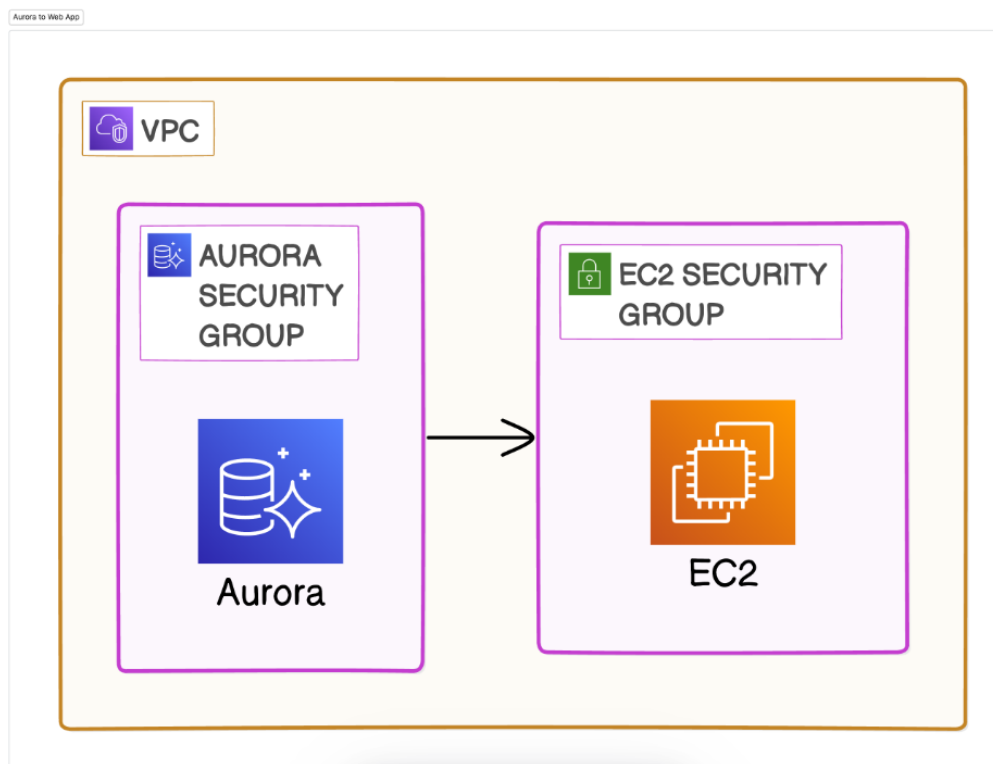 Aurora to Web App
VPC
AURORA
SECURITY
GROUP
EC2 SECURITY
GROUP
Aurora
EC2